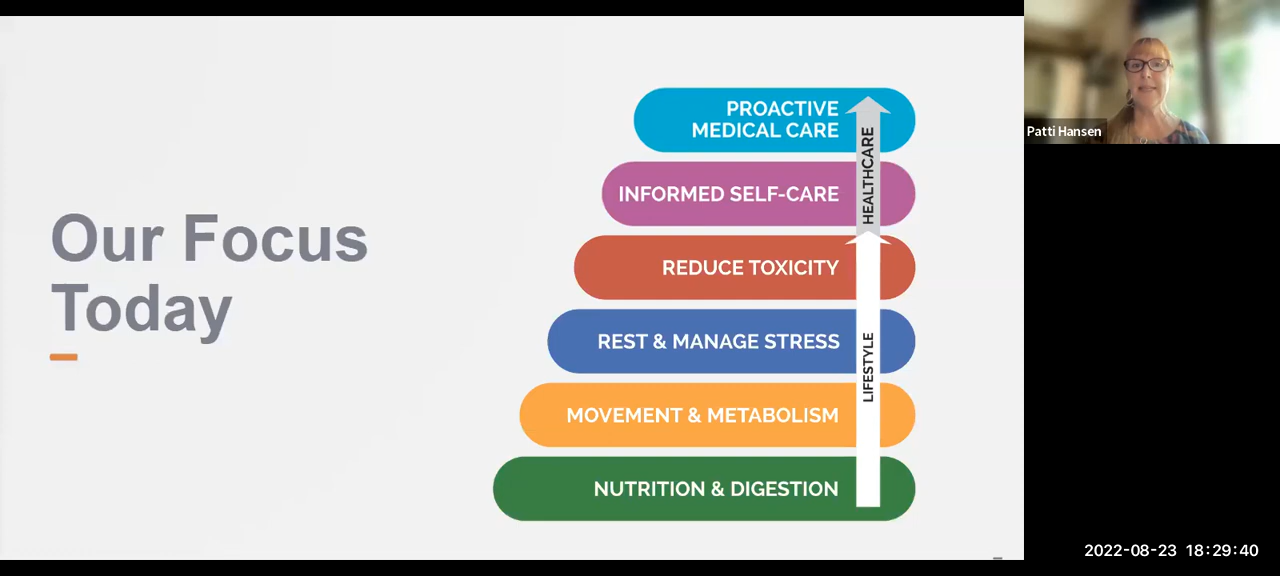 Our Focus
Today
PROACTIVE
MEDICAL CARE
INFORMED SELF-CARE
REDUCE TOXICITY
REST & MANAGE STRESS
MOVEMENT & METABOLISM
NUTRITION & DIGESTION
HEALTHCARE
LIFESTYLE
Patti Hansen
2022-08-23 18:29:40